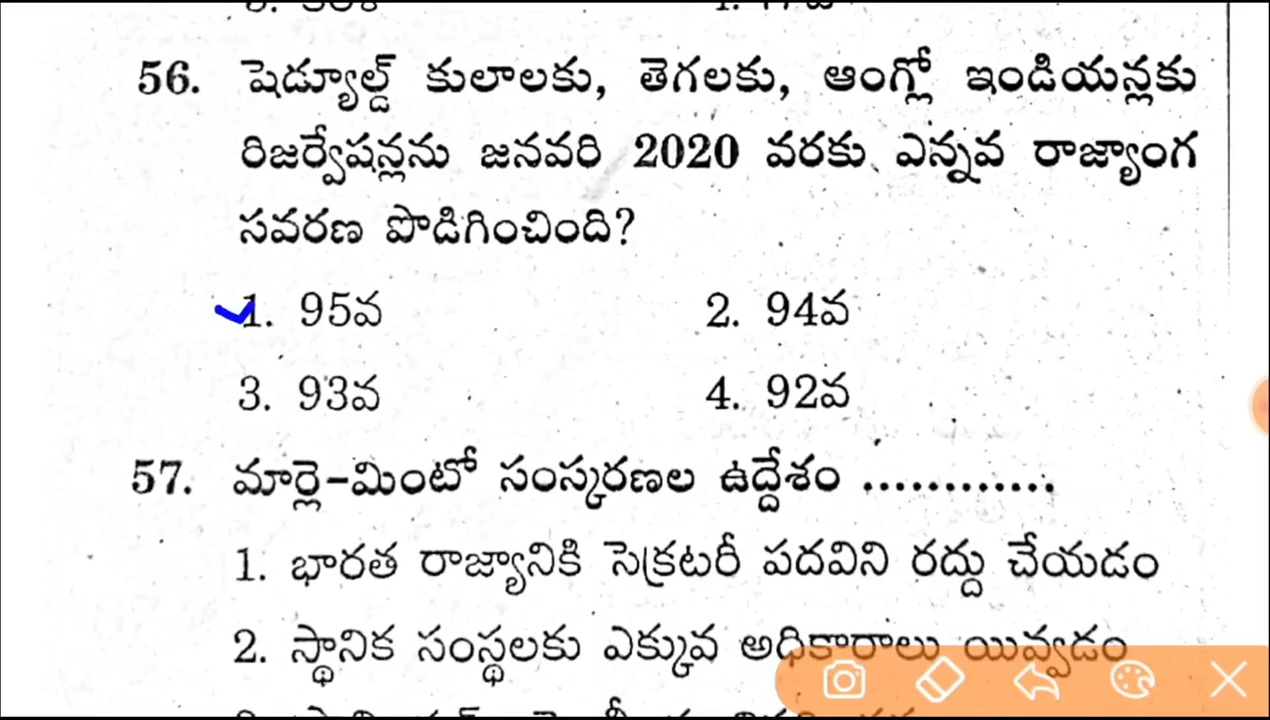 56. షెడ్యూల్డ్ కులాలకు, తెగలకు, ఆంగ్లో ఇండియన్లకు
రిజర్వేషన్లను జనవరి 2020 వరకు ఎన్నవ రాజ్యాంగ
సవరణ పొడిగించింది?
1. 95వ 2. 94వ
3. 93వ 4. 92వ
57. మార్లె-మింటో సంస్కరణల ఉద్దేశం ............
1. భారత రాజ్యానికి సెక్రటరీ పదవిని రద్దు చేయడం
2. స్థానిక సంస్థలకు ఎక్కువ అధికారాలు యివ్వడం